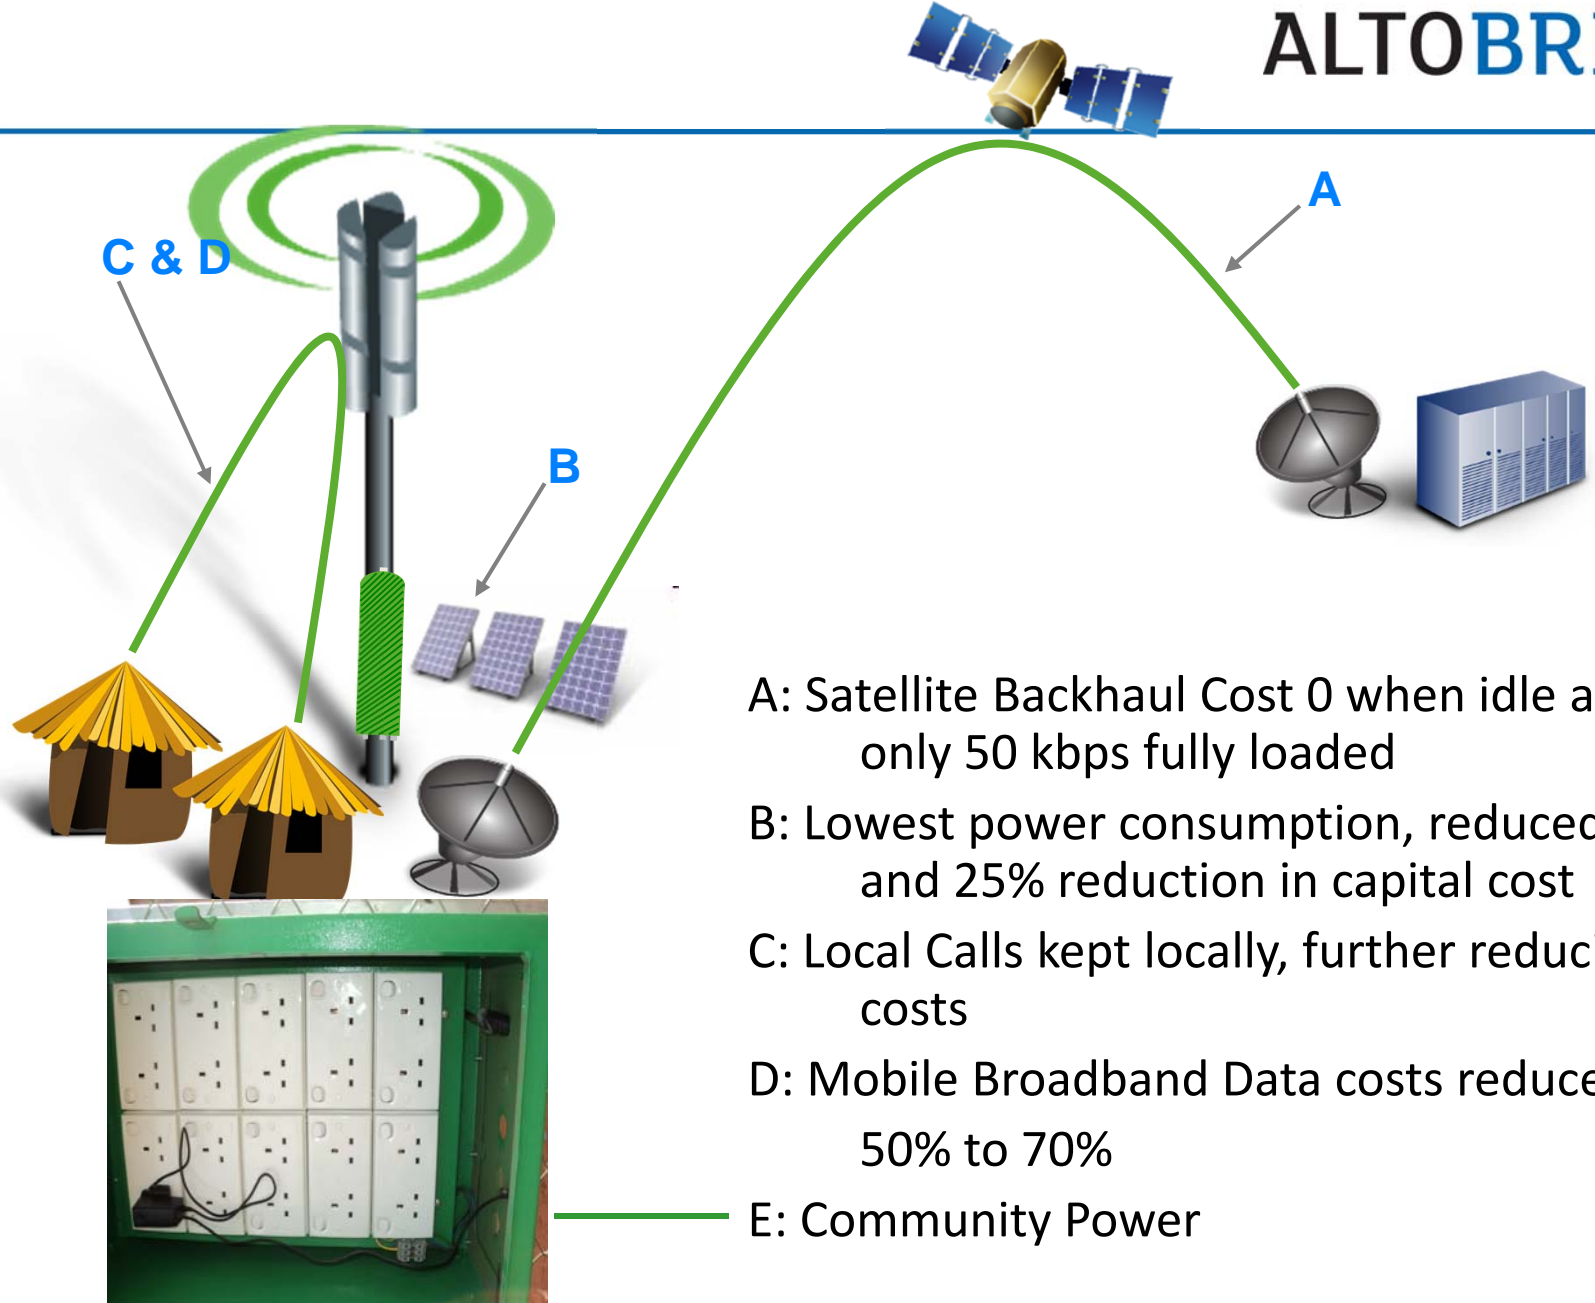 ALTOBR
A
C & D
B
A: Satellite Backhaul Cost 0 when idle a
only 50 kbps fully loaded
B: Lowest power consumption, reduced
and 25% reduction in capital cost
C: Local Calls kept locally, further reduc
costs
D: Mobile Broadband Data costs reduce
50% to 70%
E: Community Power